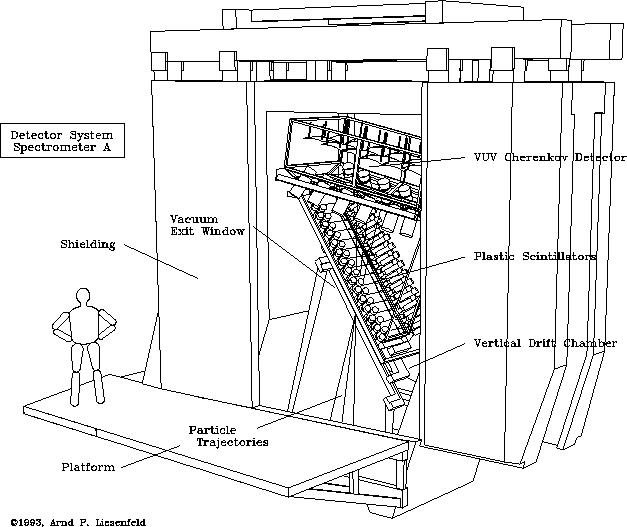 Detector System
Spectrometer A
VUV Cherenkov Detector
Vacuum
Exit Window
Shielding
Plastic Scintillators
Vertical Drift Chamber
Particle
Trajectories
Platform
©1993, Arnd P. Liesenfeld